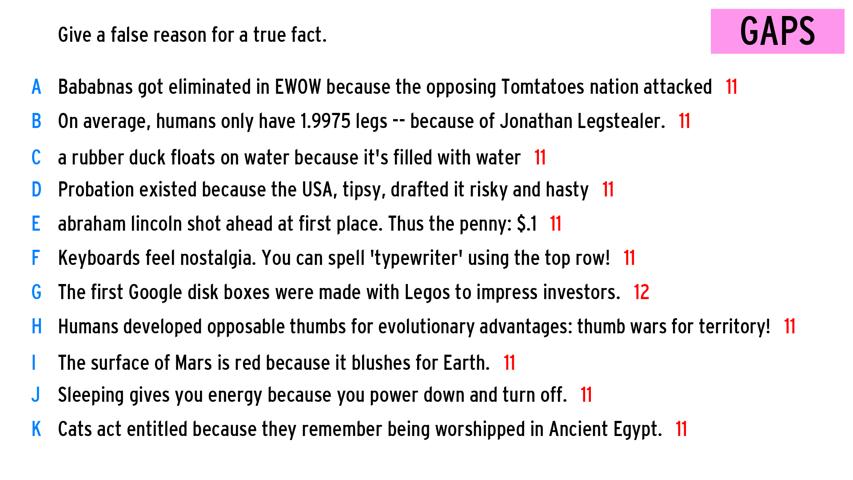 Give a false reason for a true fact.
GAPS
A Bababnas got eliminated in EWOW because the opposing Tomtatoes nation attacked 11
B On average, humans only have 1.9975 legs -- because of Jonathan Legstealer. 11
C a rubber duck floats on water because it's filled with water 11
D Probation existed because the USA, tipsy, drafted it risky and hasty 11
E abraham lincoln shot ahead at first place. Thus the penny: $.1 11
F Keyboards feel nostalgia. You can spell 'typewriter' using the top row! 11
G The first Google disk boxes were made with Legos to impress investors. 12
H Humans developed opposable thumbs for evolutionary advantages: thumb wars for territory! 11
I The surface of Mars is red because it blushes for Earth. 11
J Sleeping gives you energy because you power down and turn off. 11
K Cats act entitled because they remember being worshipped in Ancient Egypt. 11